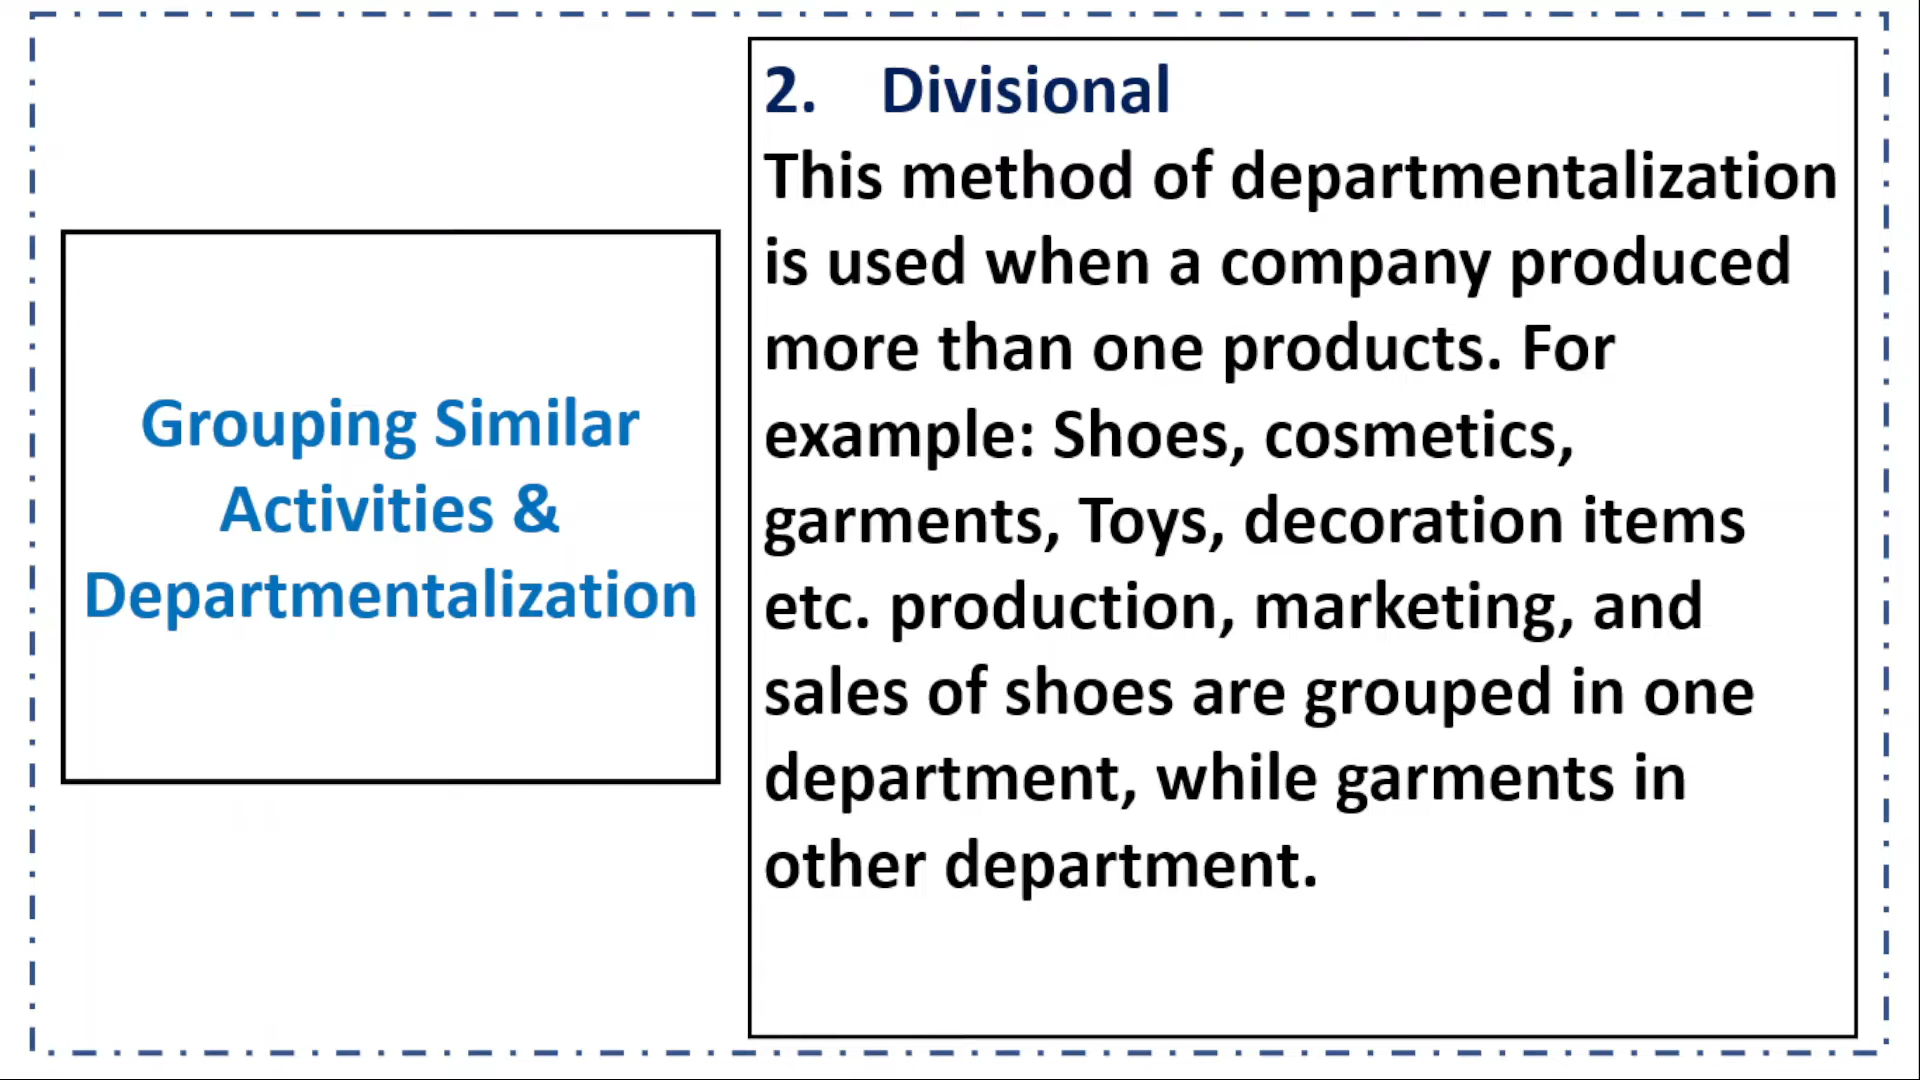 Grouping Similar
Activities &
Departmentalization
2. Divisional
This method of departmentalization
is used when a company produced
more than one products. For
example: Shoes, cosmetics,
garments, Toys, decoration items
etc. production, marketing, and
sales of shoes are grouped in one
department, while garments in
other department.